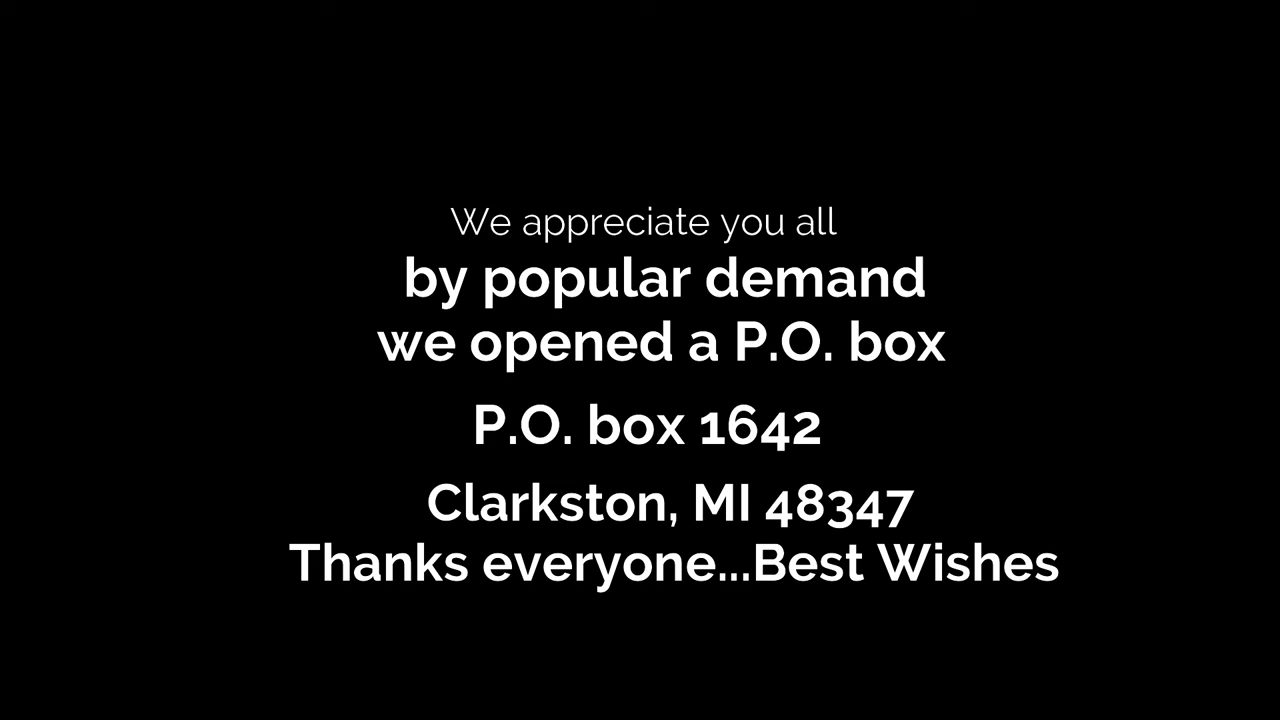 We appreciate you all
by popular demand
we opened a P.O. box
P.O. box 1642
Clarkston, MI 48347
Thanks everyone...Best Wishes